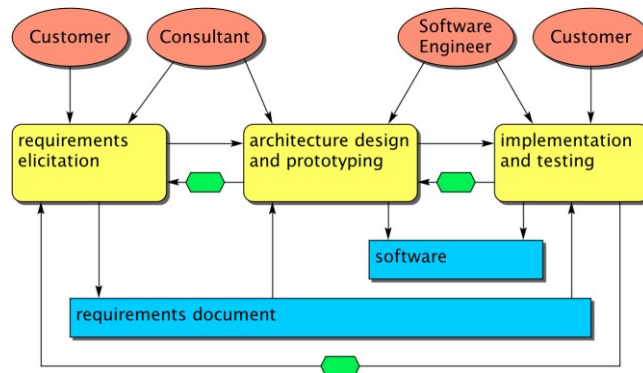 Customer
Consultant
Software
Engineer
Customer
requirements
elicitation
architecture design
and prototyping
implementation
and testing
software
requirements document